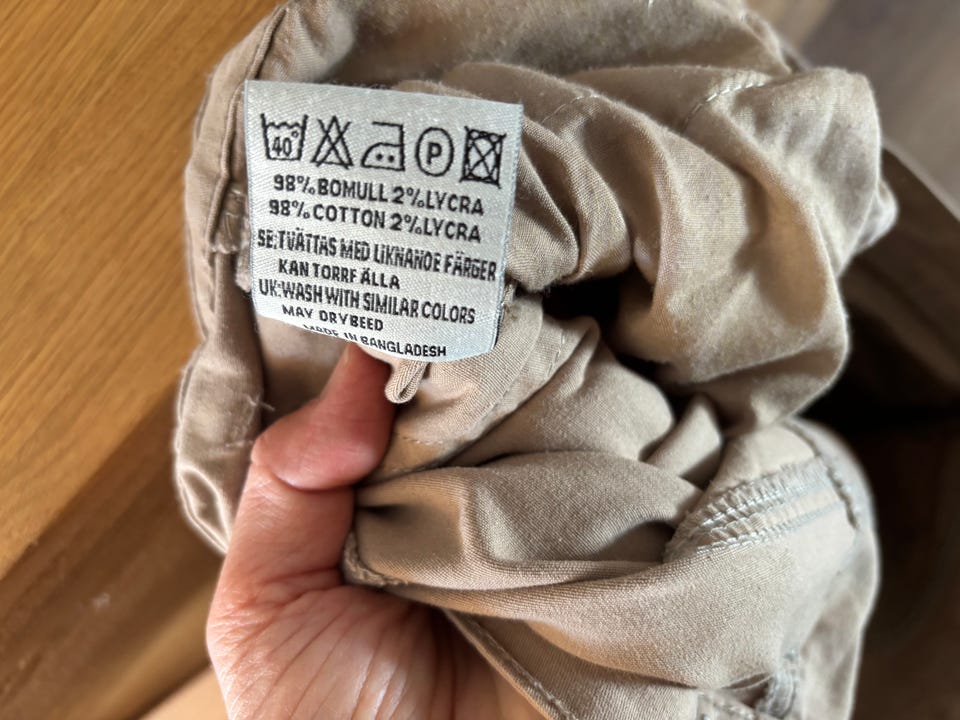 40°
P
98% BOMULL 2% LYCRA
98% COTTON 2% LYCRA
SE:TVÄTTAS MED LIKNANOE FÄRGER
KAN TORRF ÄLLA
UK:WASH WITH SIMILAR COLORS
MAY DRYBEED
MADE IN BANGLADESH